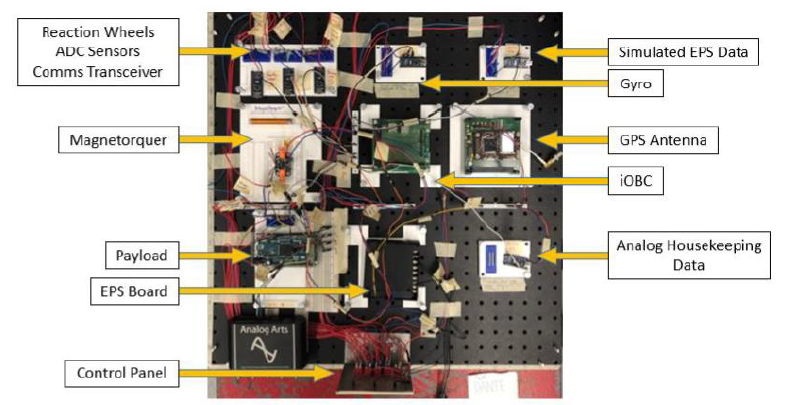 Reaction Wheels
ADC Sensors
Comms Transceiver
Simulated EPS Data
Gyro
Magnetorquer
GPS Antenna
iOBC
Payload
Analog Housekeeping
Data
EPS Board
Analog Arts
Control Panel